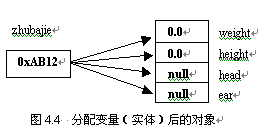 zhubajie
0xAB12
0.0 weight
0.0 height
null head
null ear
图 4.4 分配变量（实体）后的对象